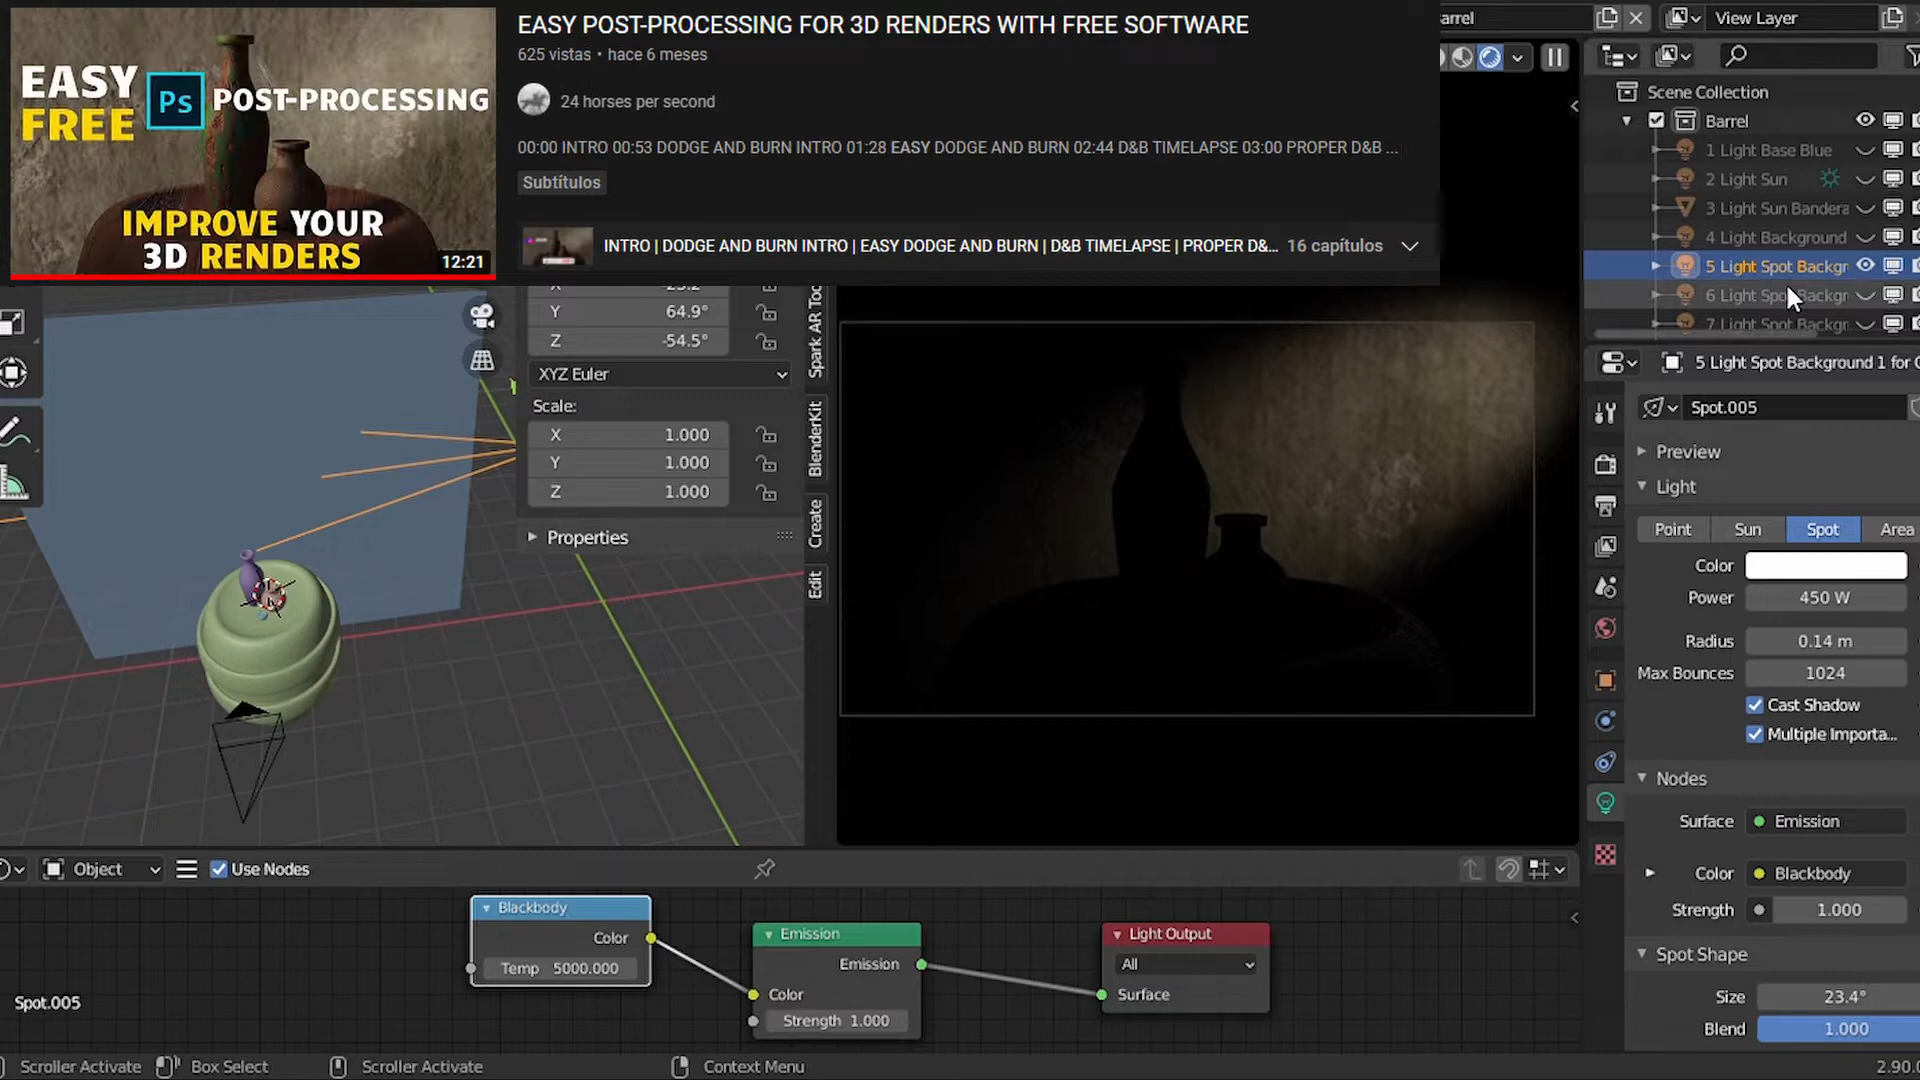 EASY
FREE
Ps
POST-PROCESSING
IMPROVE YOUR
3D RENDERS
12:21
EASY POST-PROCESSING FOR 3D RENDERS WITH FREE SOFTWARE
625 vistas • hace 6 meses
24 horses per second
00:00 INTRO 00:53 DODGE AND BURN INTRO 01:28 EASY DODGE AND BURN 02:44 D&B TIMELAPSE 03:00 PROPER D&B ...
Subtítulos
INTRO | DODGE AND BURN INTRO | EASY DODGE AND BURN | D&B TIMELAPSE | PROPER D&... 16 capítulos
arrel
View Layer
Scene Collection
Barrel
1 Light Base Blue
2 Light Sun
3 Light Sun Bandera
4 Light Background
5 Light Spot Backgr
6 Light Spot Backgr
7 Light Spot Backgr
Y 64.9°
Z -54.5°
XYZ Euler
Scale:
X 1.000
Y 1.000
Z 1.000
Properties
Spark AR Too
BlenderKit
Create
Edit
5 Light Spot Background 1 for
Spot.005
Preview
Light
Point Sun Spot Area
Color
Power 450 W
Radius 0.14 m
Max Bounces 1024
Cast Shadow
Multiple Importa...
Nodes
Surface Emission
Color Blackbody
Strength 1.000
Spot Shape
Size 23.4°
Blend 1.000
Object
Use Nodes
Blackbody
Color
Temp 5000.000
Emission
Emission
Color
Strength 1.000
Light Output
All
Surface
Spot.005
Scroller Activate
Box Select
Scroller Activate
Context Menu
2.90.